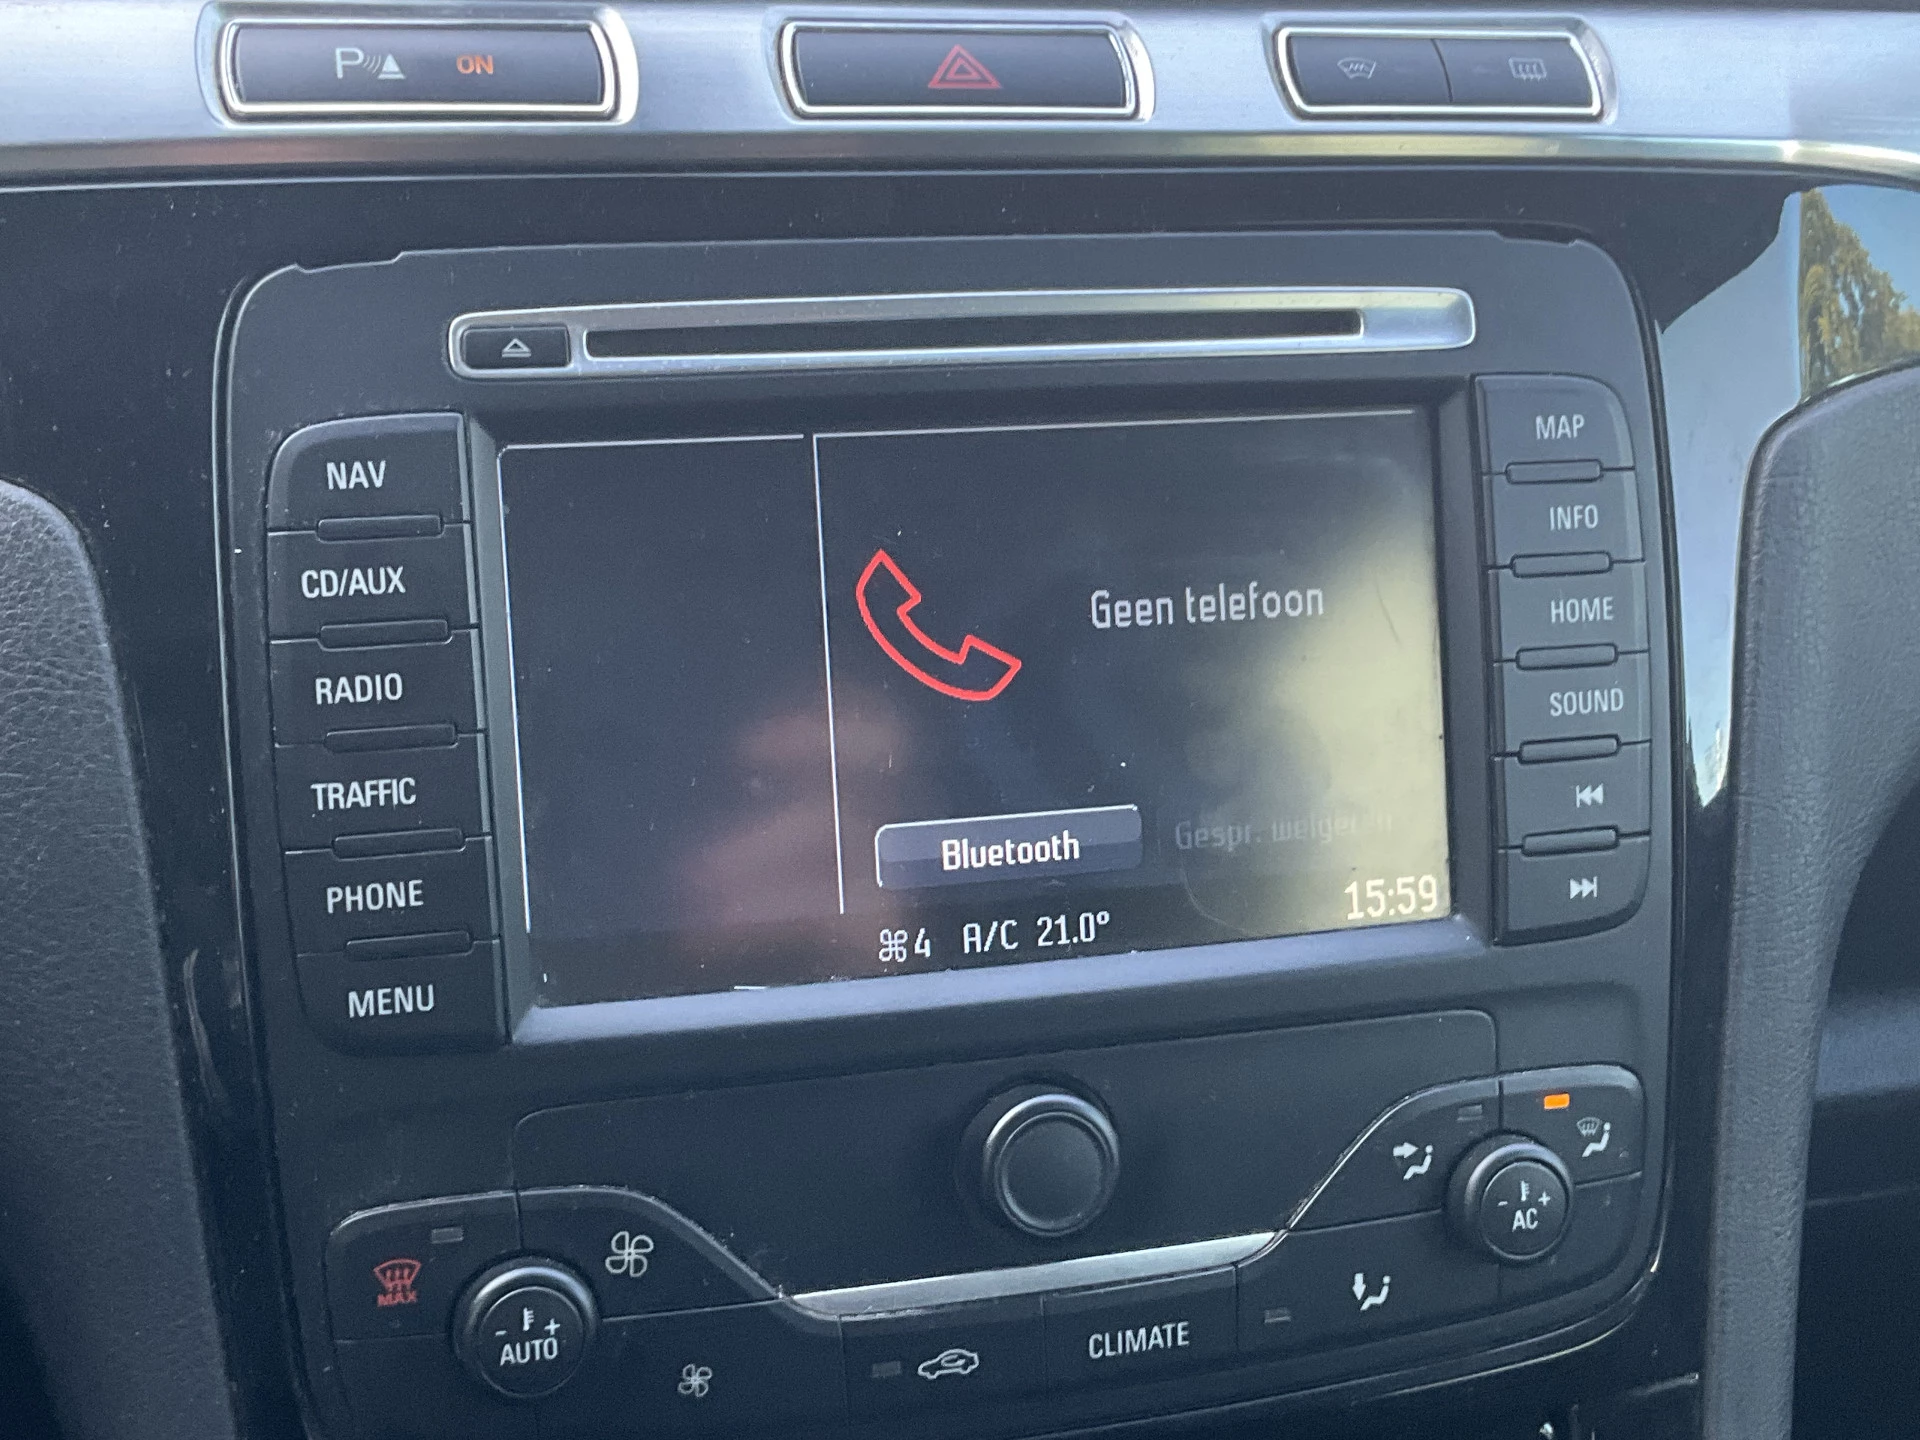 P ON
NAV
CD/AUX
RADIO
TRAFFIC
PHONE
MENU
Geen telefoon
Bluetooth
Gespr.
15:59
4 A/C 21.0°
MAP
INFO
HOME
SOUND
MAX
- +
AUTO
CLIMATE
- +
AC